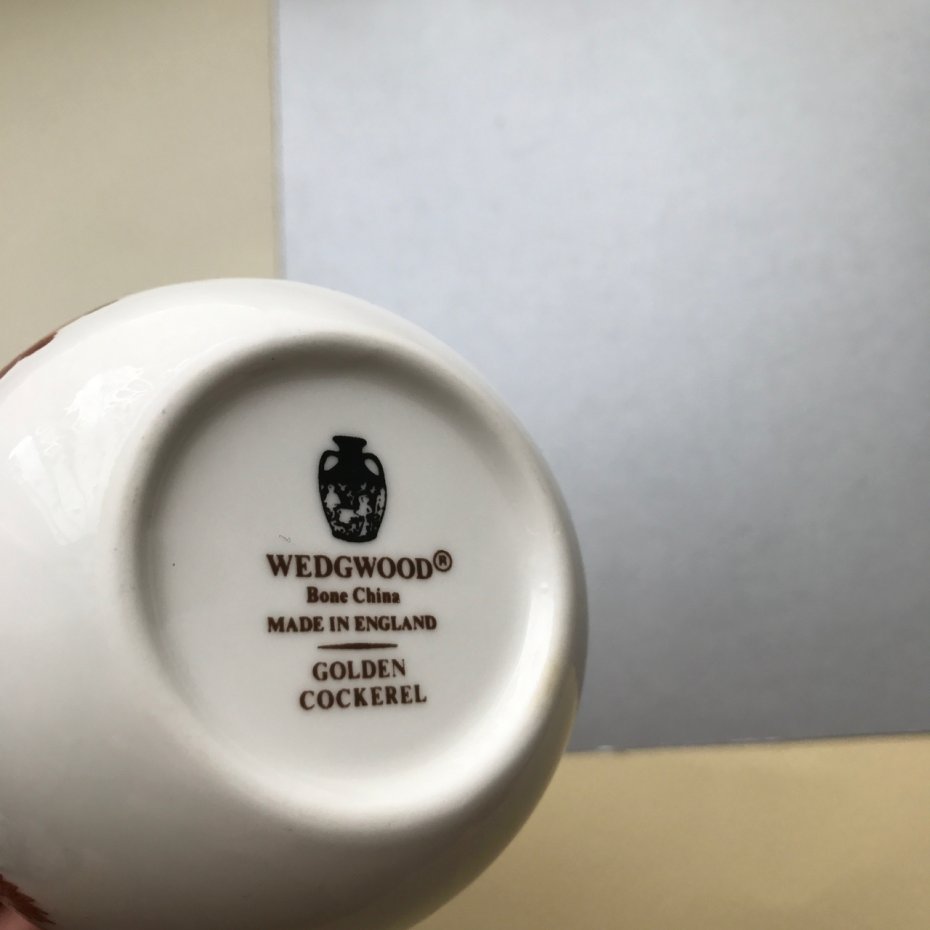 WEDGWOOD®
Bone China
MADE IN ENGLAND
GOLDEN
COCKEREL